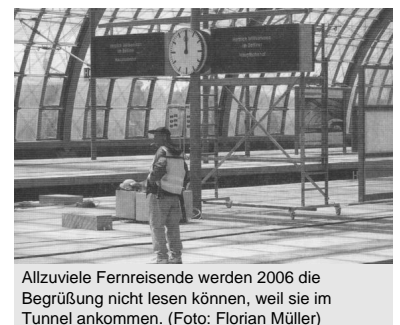 Allzuviele Fernreisende werden 2006 die
Begrüßung nicht lesen können, weil sie im
Tunnel ankommen. (Foto: Florian Müller)